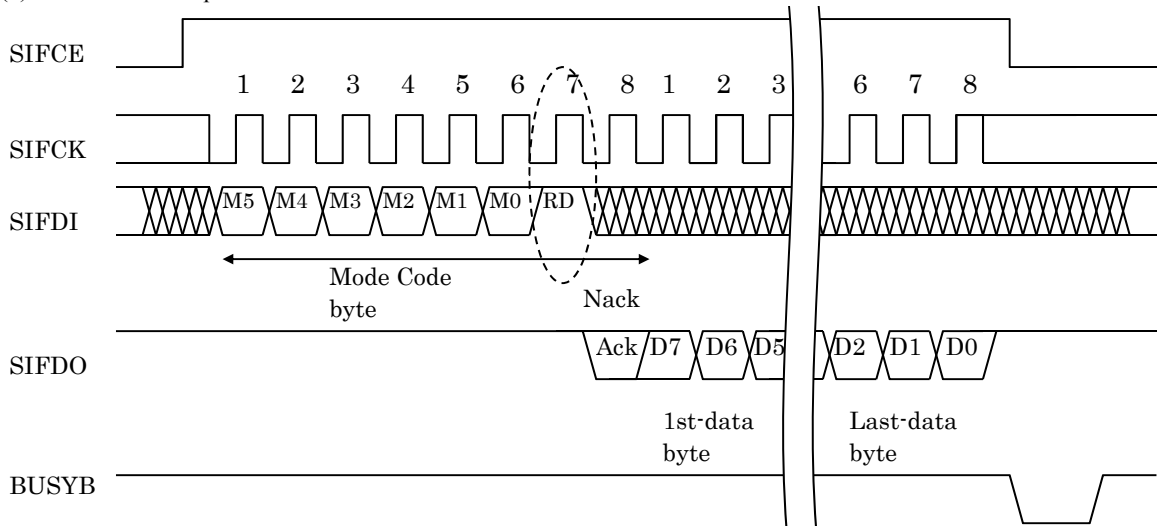 SIFCE
1 2 3 4 5 6 7 8 1 2 3 6 7 8
SIFCK
M5 M4 M3 M2 M1 M0 RD
SIFDI
Mode Code
byte
Nack
Ack D7 D6 D5 D2 D1 D0
SIFDO
1st-data
byte
Last-data
byte
BUSYB